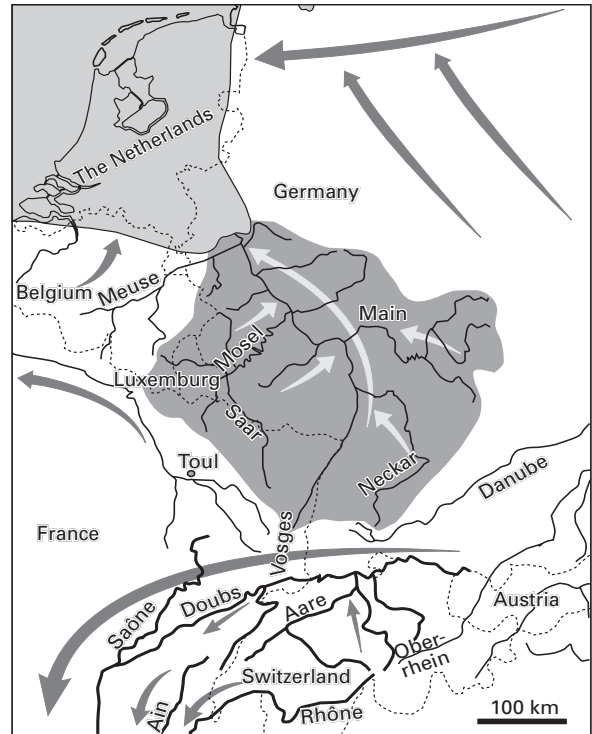 The Netherlands
Germany
Belgium
Meuse
Main
Mosel
Luxemburg
Saar
Toul
Neckar
Danube
France
Vosges
Saône
Doubs
Aare
Austria
Ober-
rhein
Switzerland
Ain
Rhône
100 km